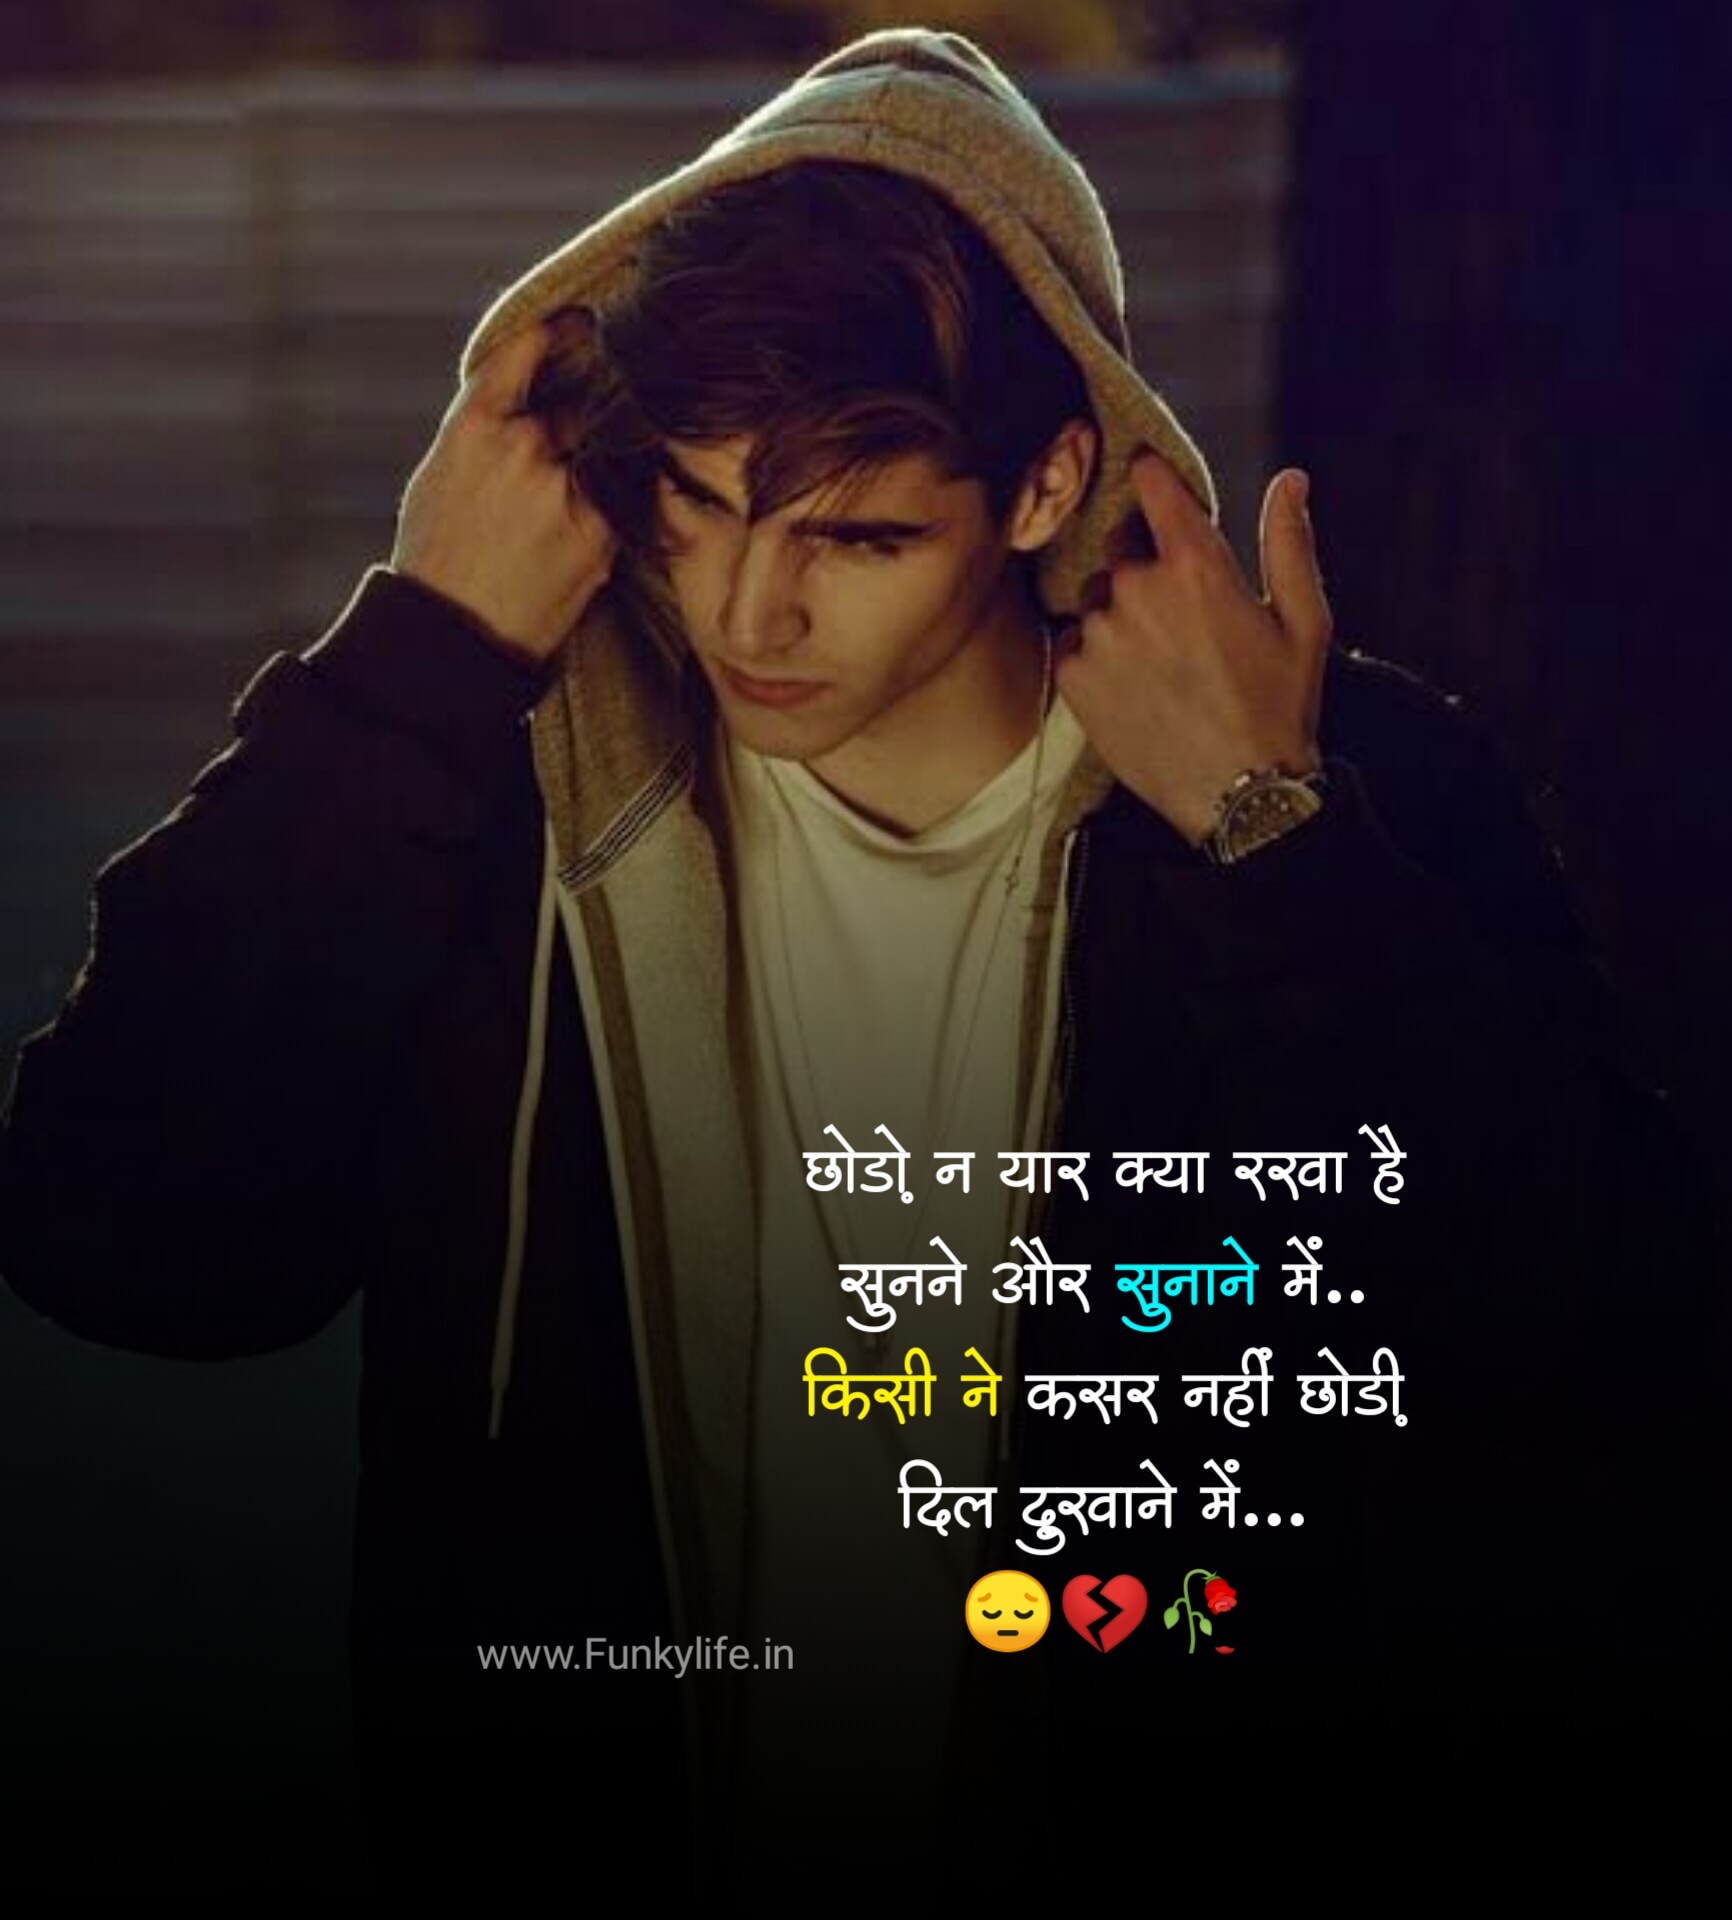 छोडो़ न यार क्या रखा है
सुनने और सुनाने में..
किसी ने कसर नहीं छोडी़
दिल दुखाने में...
😔💔🥀
www.Funkylife.in